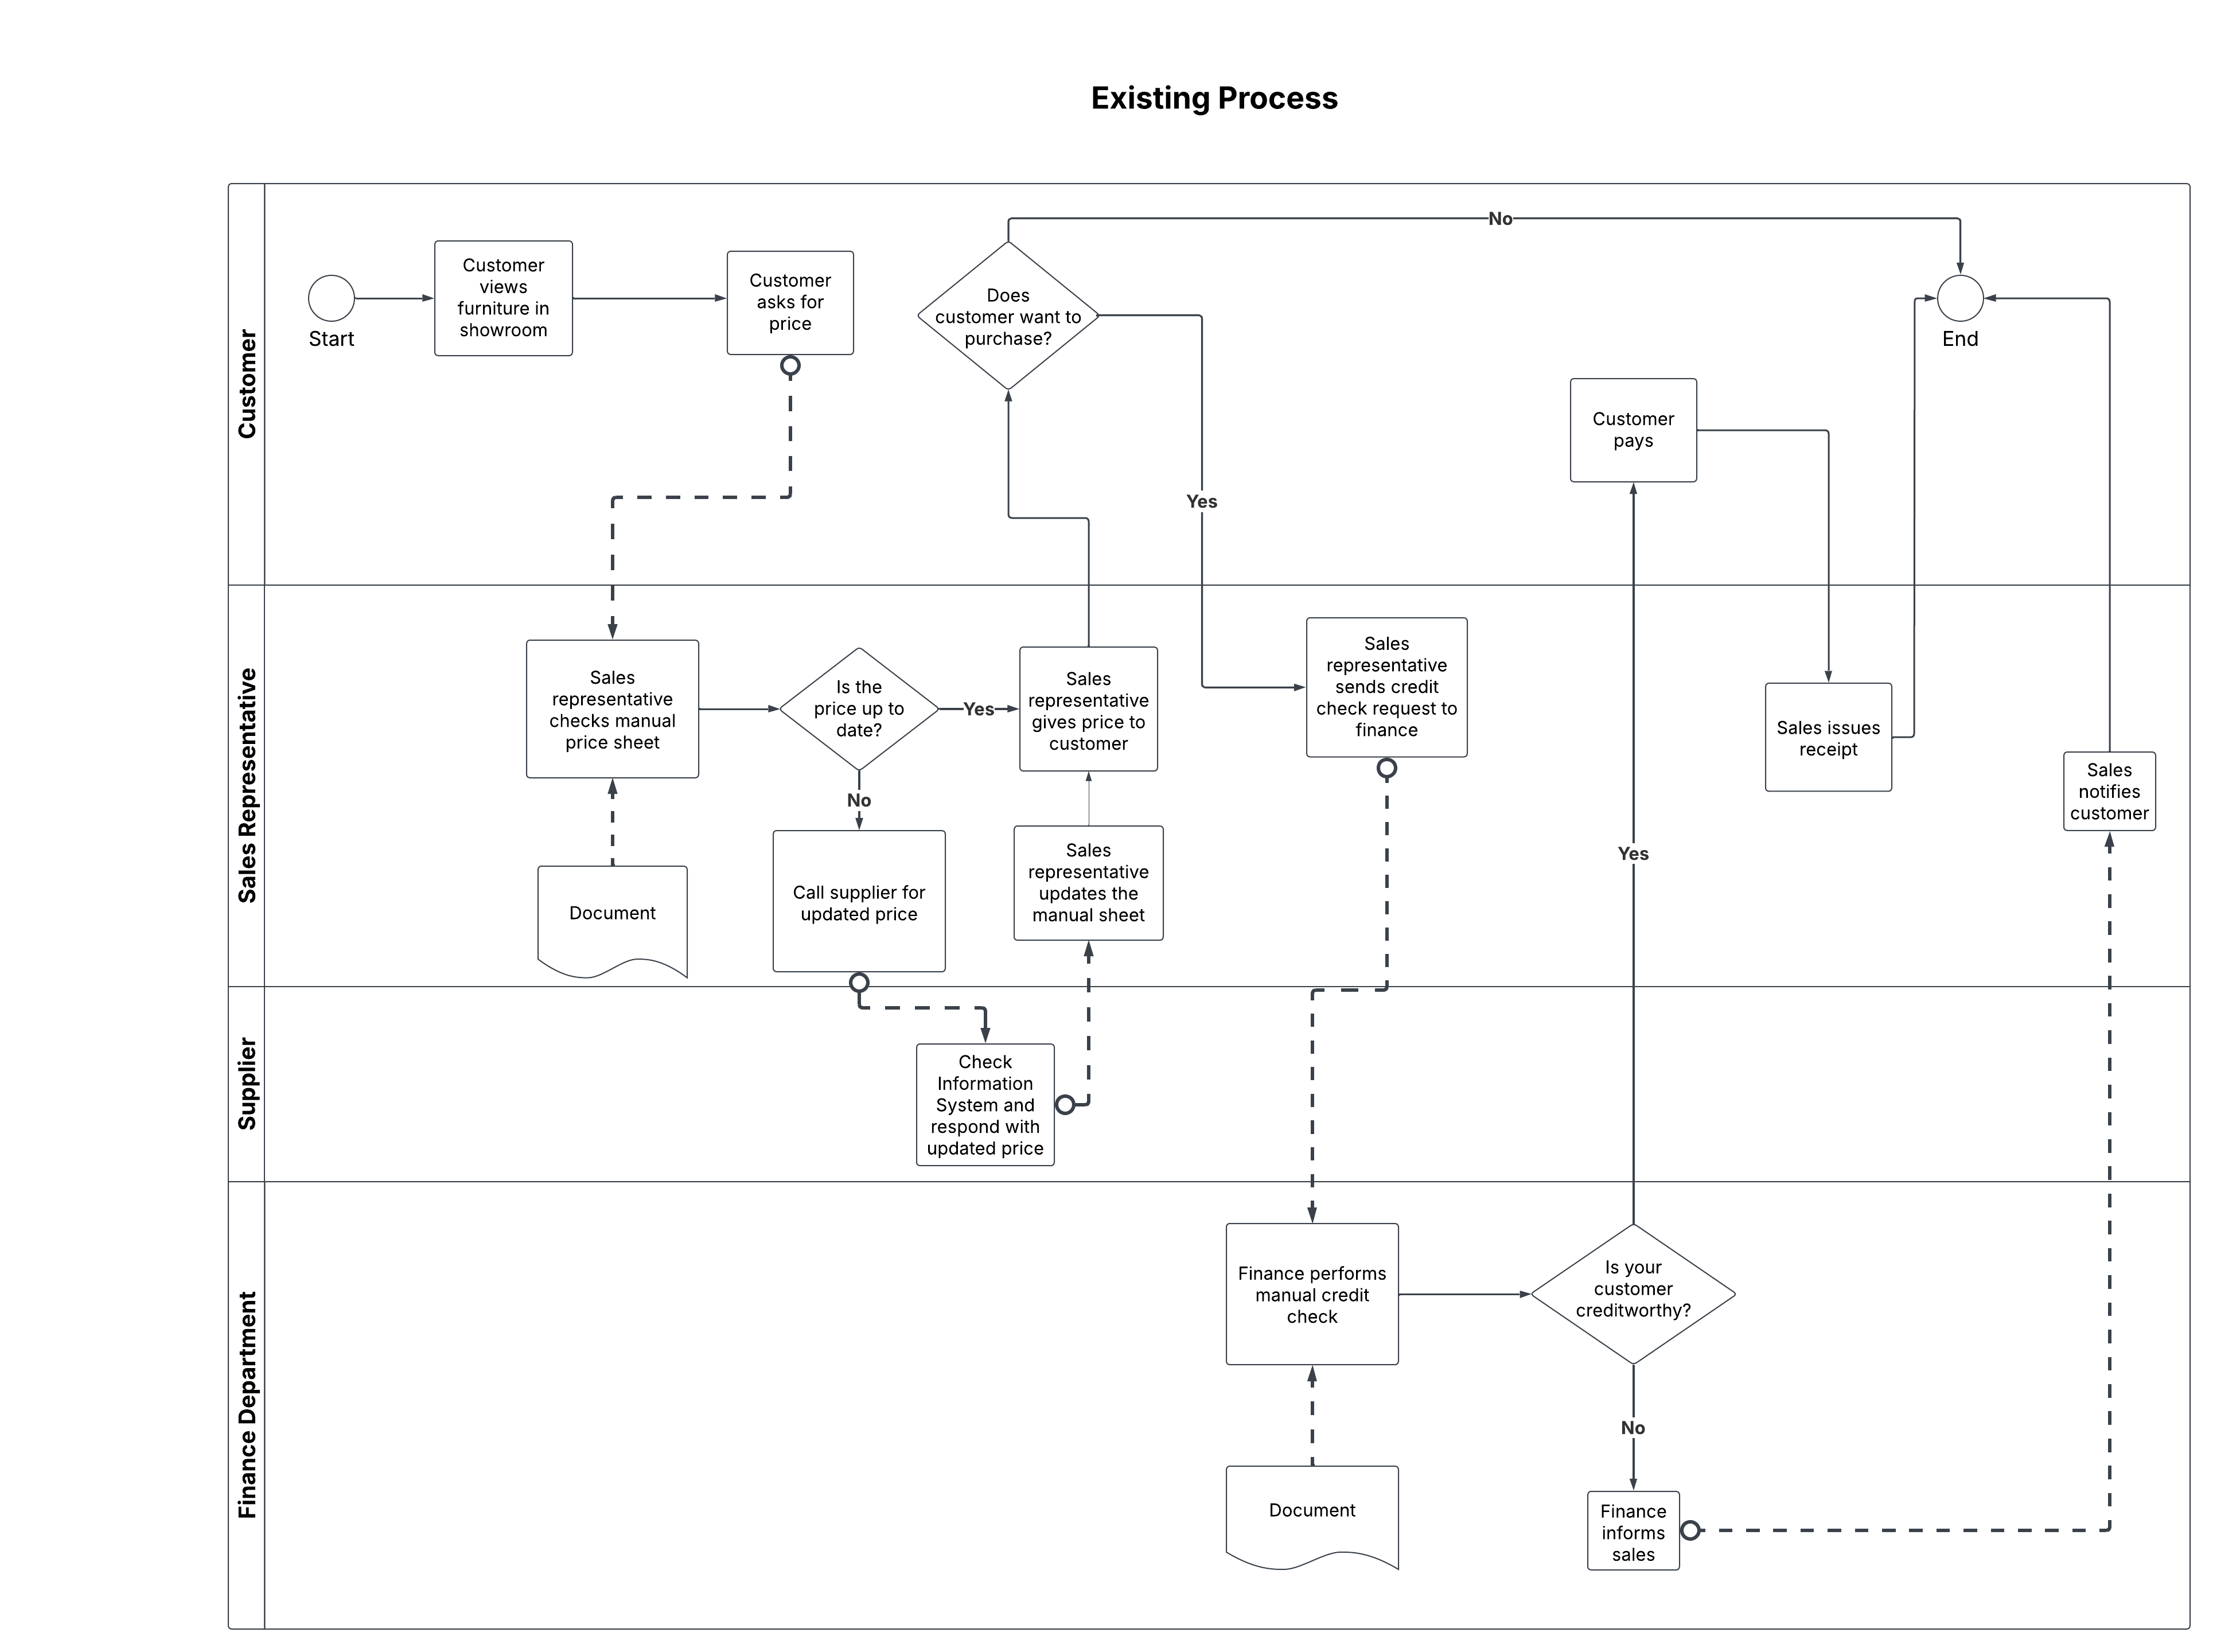 Existing Process
Customer
Start
Customer
views
furniture in
showroom
Customer
asks for
price
Does
customer want to
purchase?
No
Yes
End
Customer
pays
Sales Representative
Sales
representative
checks manual
price sheet
Is the
price up to
date?
Yes
No
Sales
representative
gives price to
customer
Sales
representative
sends credit
check request to
finance
Sales issues
receipt
Sales
notifies
customer
Yes
Document
Call supplier for
updated price
Sales
representative
updates the
manual sheet
Supplier
Check
Information
System and
respond with
updated price
Finance Department
Finance performs
manual credit
check
Is your
customer
creditworthy?
No
Document
Finance
informs
sales